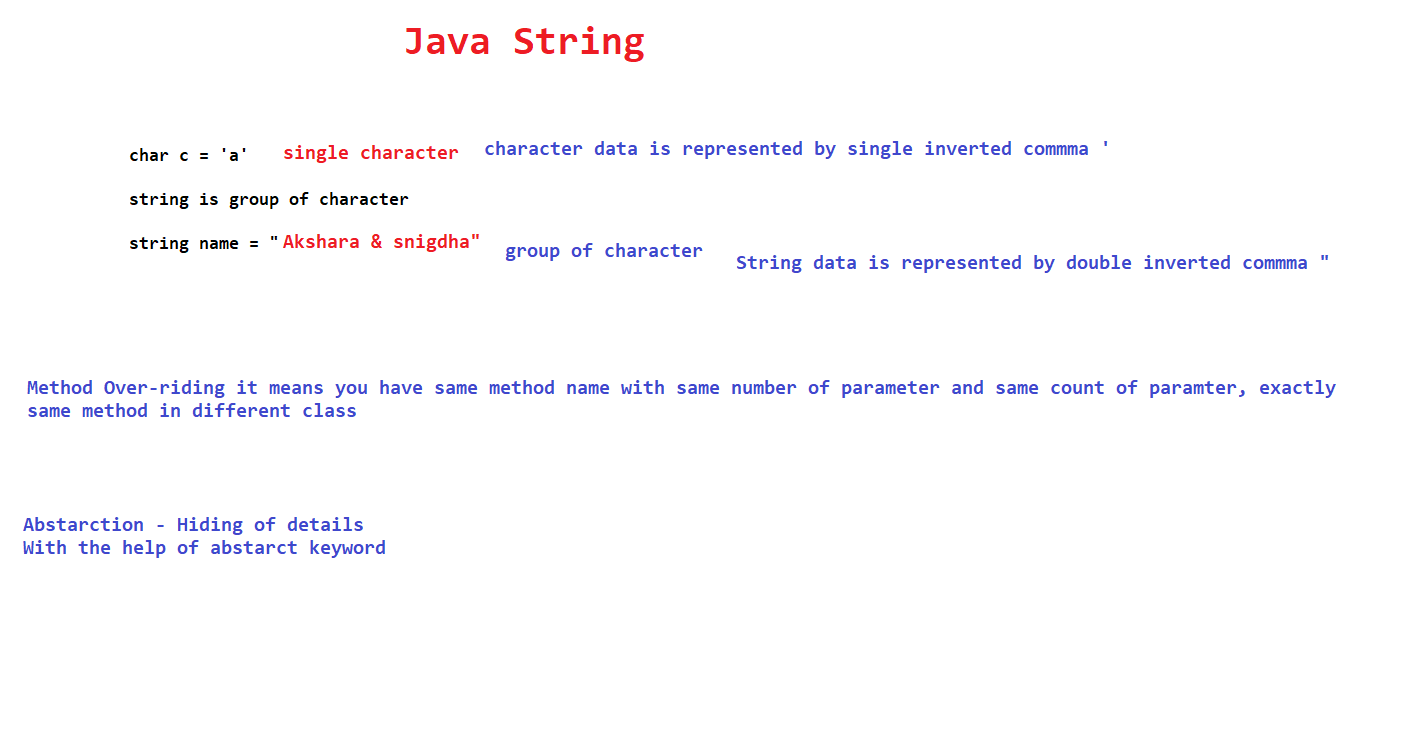 Java String
char c = 'a' single character character data is represented by single inverted commma '
string is group of character
string name = "Akshara & snigdha" group of character String data is represented by double inverted commma "
Method Over-riding it means you have same method name with same number of parameter and same count of paramter, exactly
same method in different class
Abstarction - Hiding of details
With the help of abstarct keyword